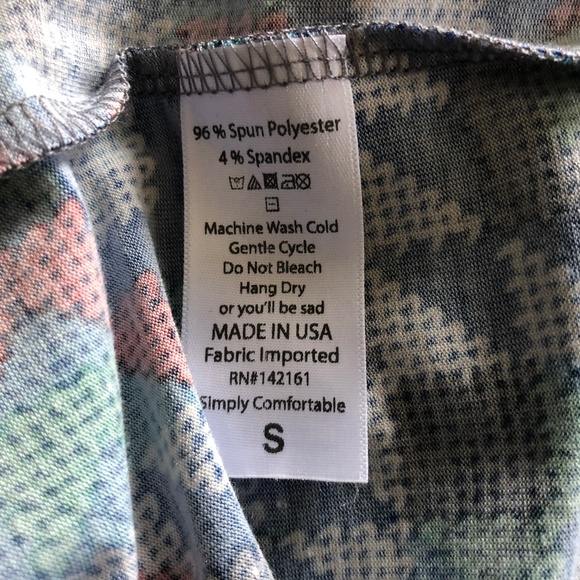 96 % Spun Polyester
4 % Spandex
Machine Wash Cold
Gentle Cycle
Do Not Bleach
Hang Dry
or you'll be sad
MADE IN USA
Fabric Imported
RN#142161
Simply Comfortable
S